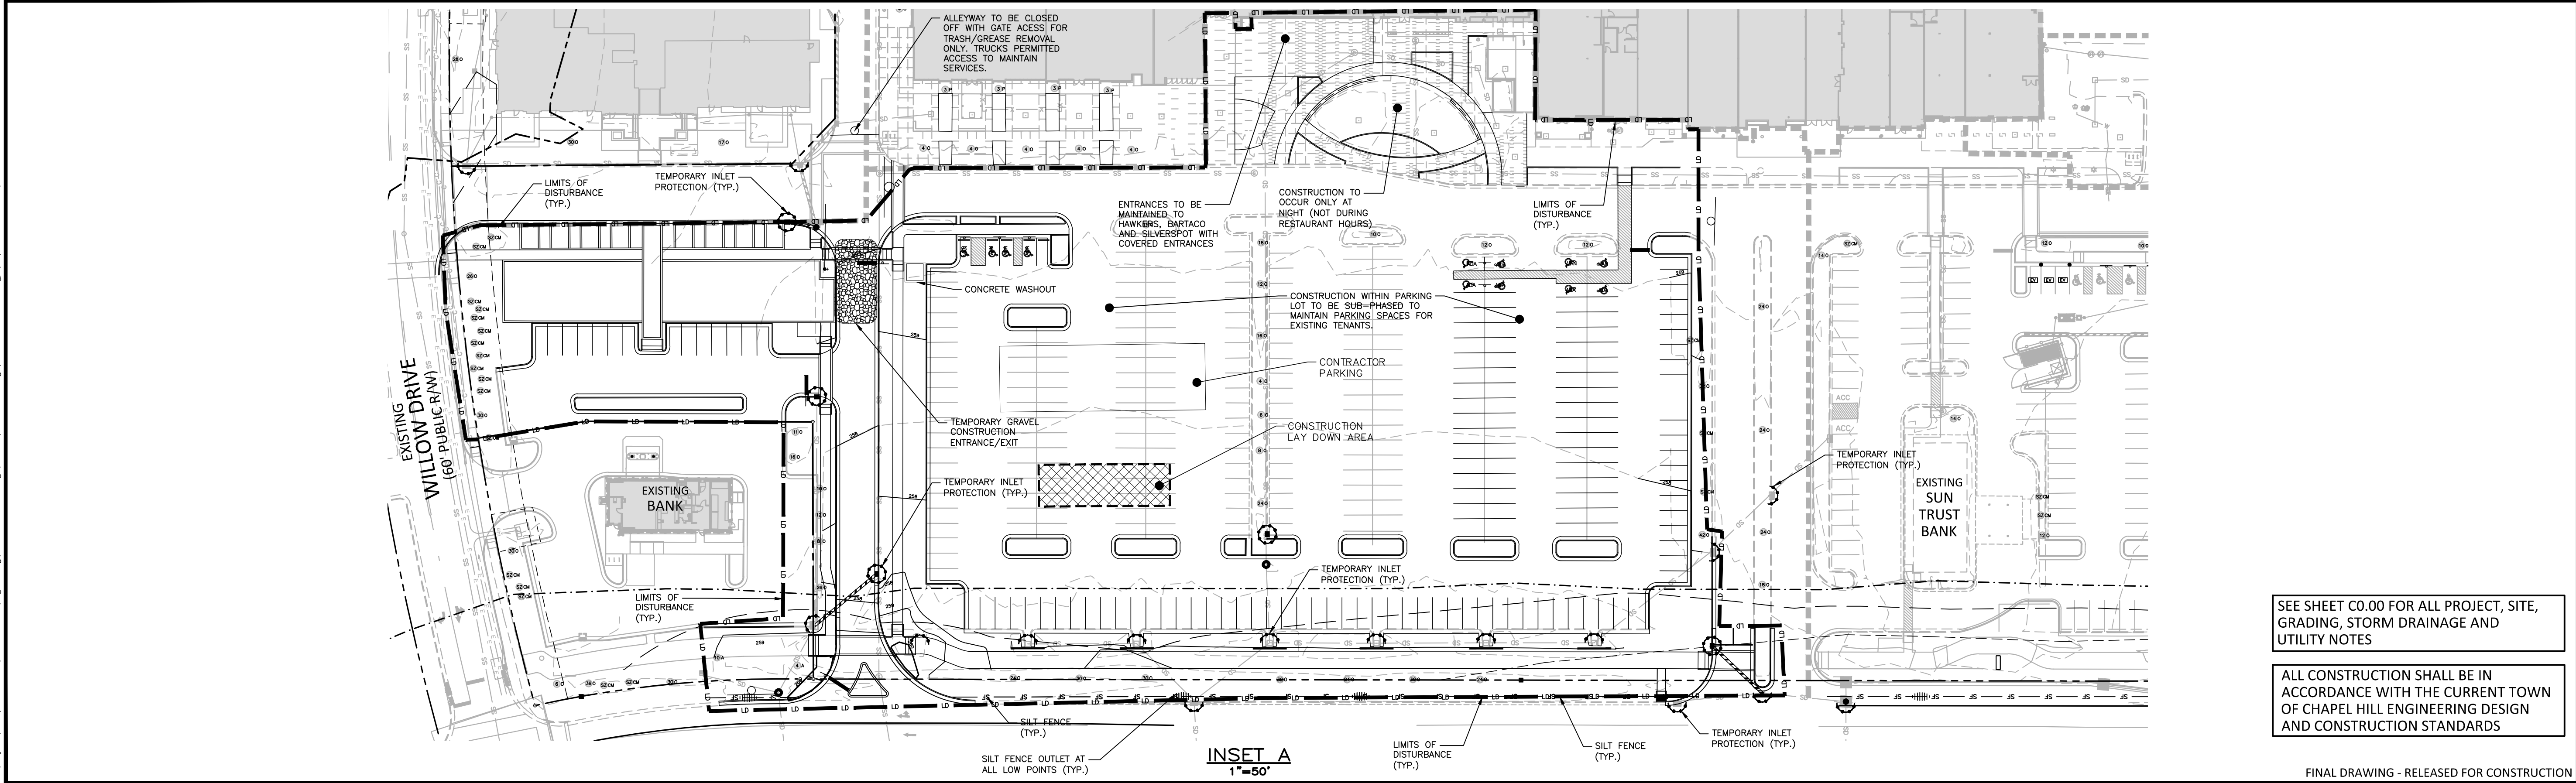 ALLEYWAY TO BE CLOSED
OFF WITH GATE ACESS FOR
TRASH/GREASE REMOVAL
ONLY. TRUCKS PERMITTED
ACCESS TO MAINTAIN
SERVICES.
LIMITS OF
DISTURBANCE
(TYP.)
TEMPORARY INLET
PROTECTION (TYP.)
ENTRANCES TO BE
MAINTAINED TO
HAWKERS, BARTACO
AND SILVERSPOT WITH
COVERED ENTRANCES
CONSTRUCTION TO
OCCUR ONLY AT
NIGHT (NOT DURING
RESTAURANT HOURS)
LIMITS OF
DISTURBANCE
(TYP.)
CONCRETE WASHOUT
CONSTRUCTION WITHIN PARKING
LOT TO BE SUB-PHASED TO
MAINTAIN PARKING SPACES FOR
EXISTING TENANTS.
CONTRACTOR
PARKING
EXISTING
WILLOW DRIVE
(60' PUBLIC R/W)
TEMPORARY GRAVEL
CONSTRUCTION
ENTRANCE/EXIT
CONSTRUCTION
LAY DOWN AREA
TEMPORARY INLET
PROTECTION (TYP.)
TEMPORARY INLET
PROTECTION (TYP.)
EXISTING
BANK
EXISTING
SUN
TRUST
BANK
ACC
ACC
LIMITS OF
DISTURBANCE
(TYP.)
TEMPORARY INLET
PROTECTION (TYP.)
SILT FENCE
(TYP.)
SILT FENCE OUTLET AT
ALL LOW POINTS (TYP.)
INSET A
1"=50'
LIMITS OF
DISTURBANCE
(TYP.)
SILT FENCE
(TYP.)
TEMPORARY INLET
PROTECTION (TYP.)
SEE SHEET C0.00 FOR ALL PROJECT, SITE,
GRADING, STORM DRAINAGE AND
UTILITY NOTES
ALL CONSTRUCTION SHALL BE IN
ACCORDANCE WITH THE CURRENT TOWN
OF CHAPEL HILL ENGINEERING DESIGN
AND CONSTRUCTION STANDARDS
FINAL DRAWING - RELEASED FOR CONSTRUCTION